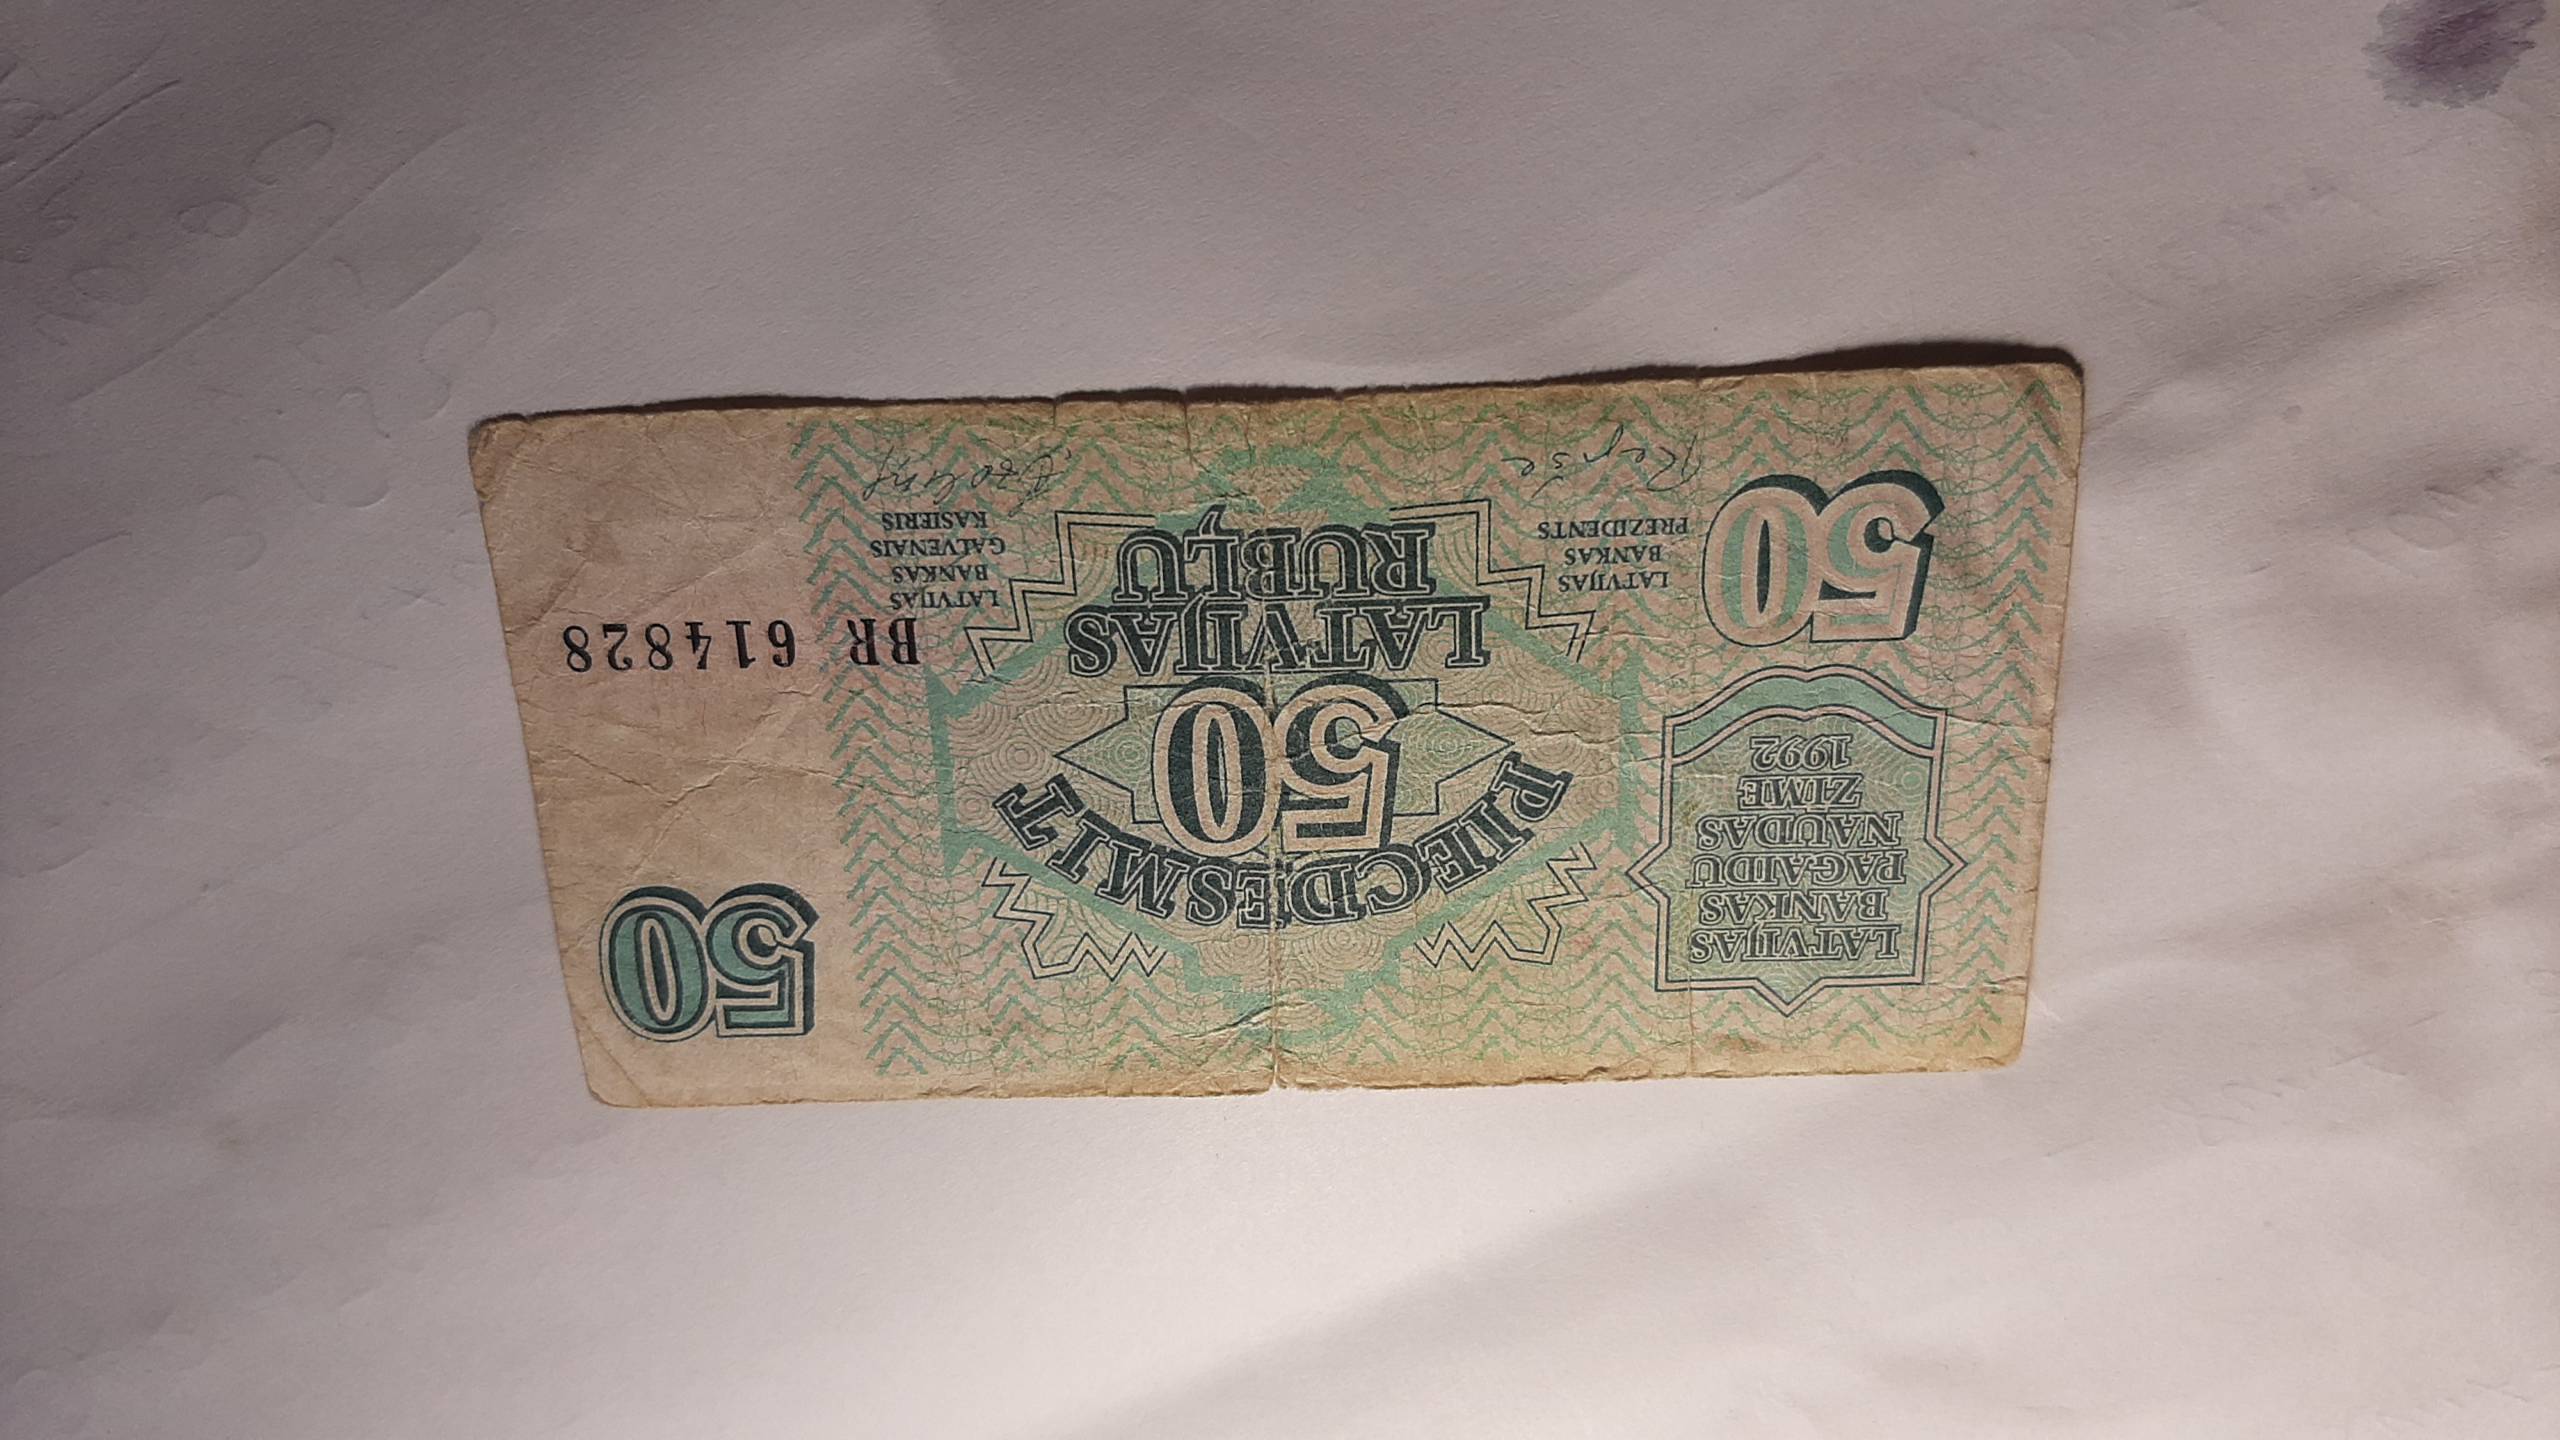 LATVIJAS
BANKAS
PAGAIDU
NAUDAS
ZĪME
1992
50
LATVIJAS
BANKAS
PREZIDENTS
PIECDESMIT
50
LATVIJAS
RUBĻU
50
BR 614828
LATVIJAS
BANKAS
GALVENAIS
KASIERIS